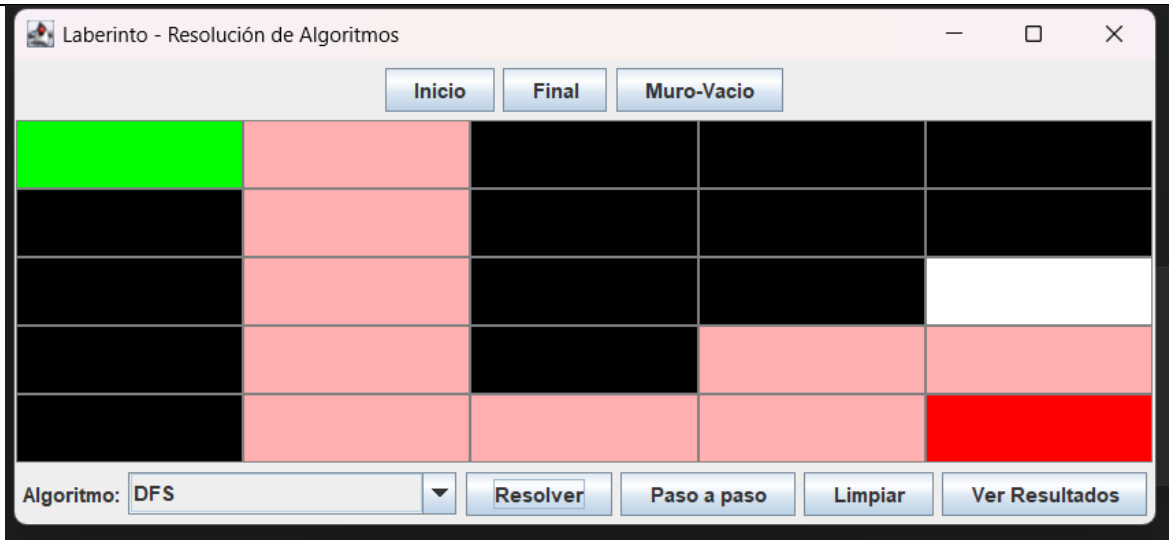 Laberinto - Resolución de Algoritmos
Inicio Final Muro-Vacio
Algoritmo: DFS Resolver Paso a paso Limpiar Ver Resultados